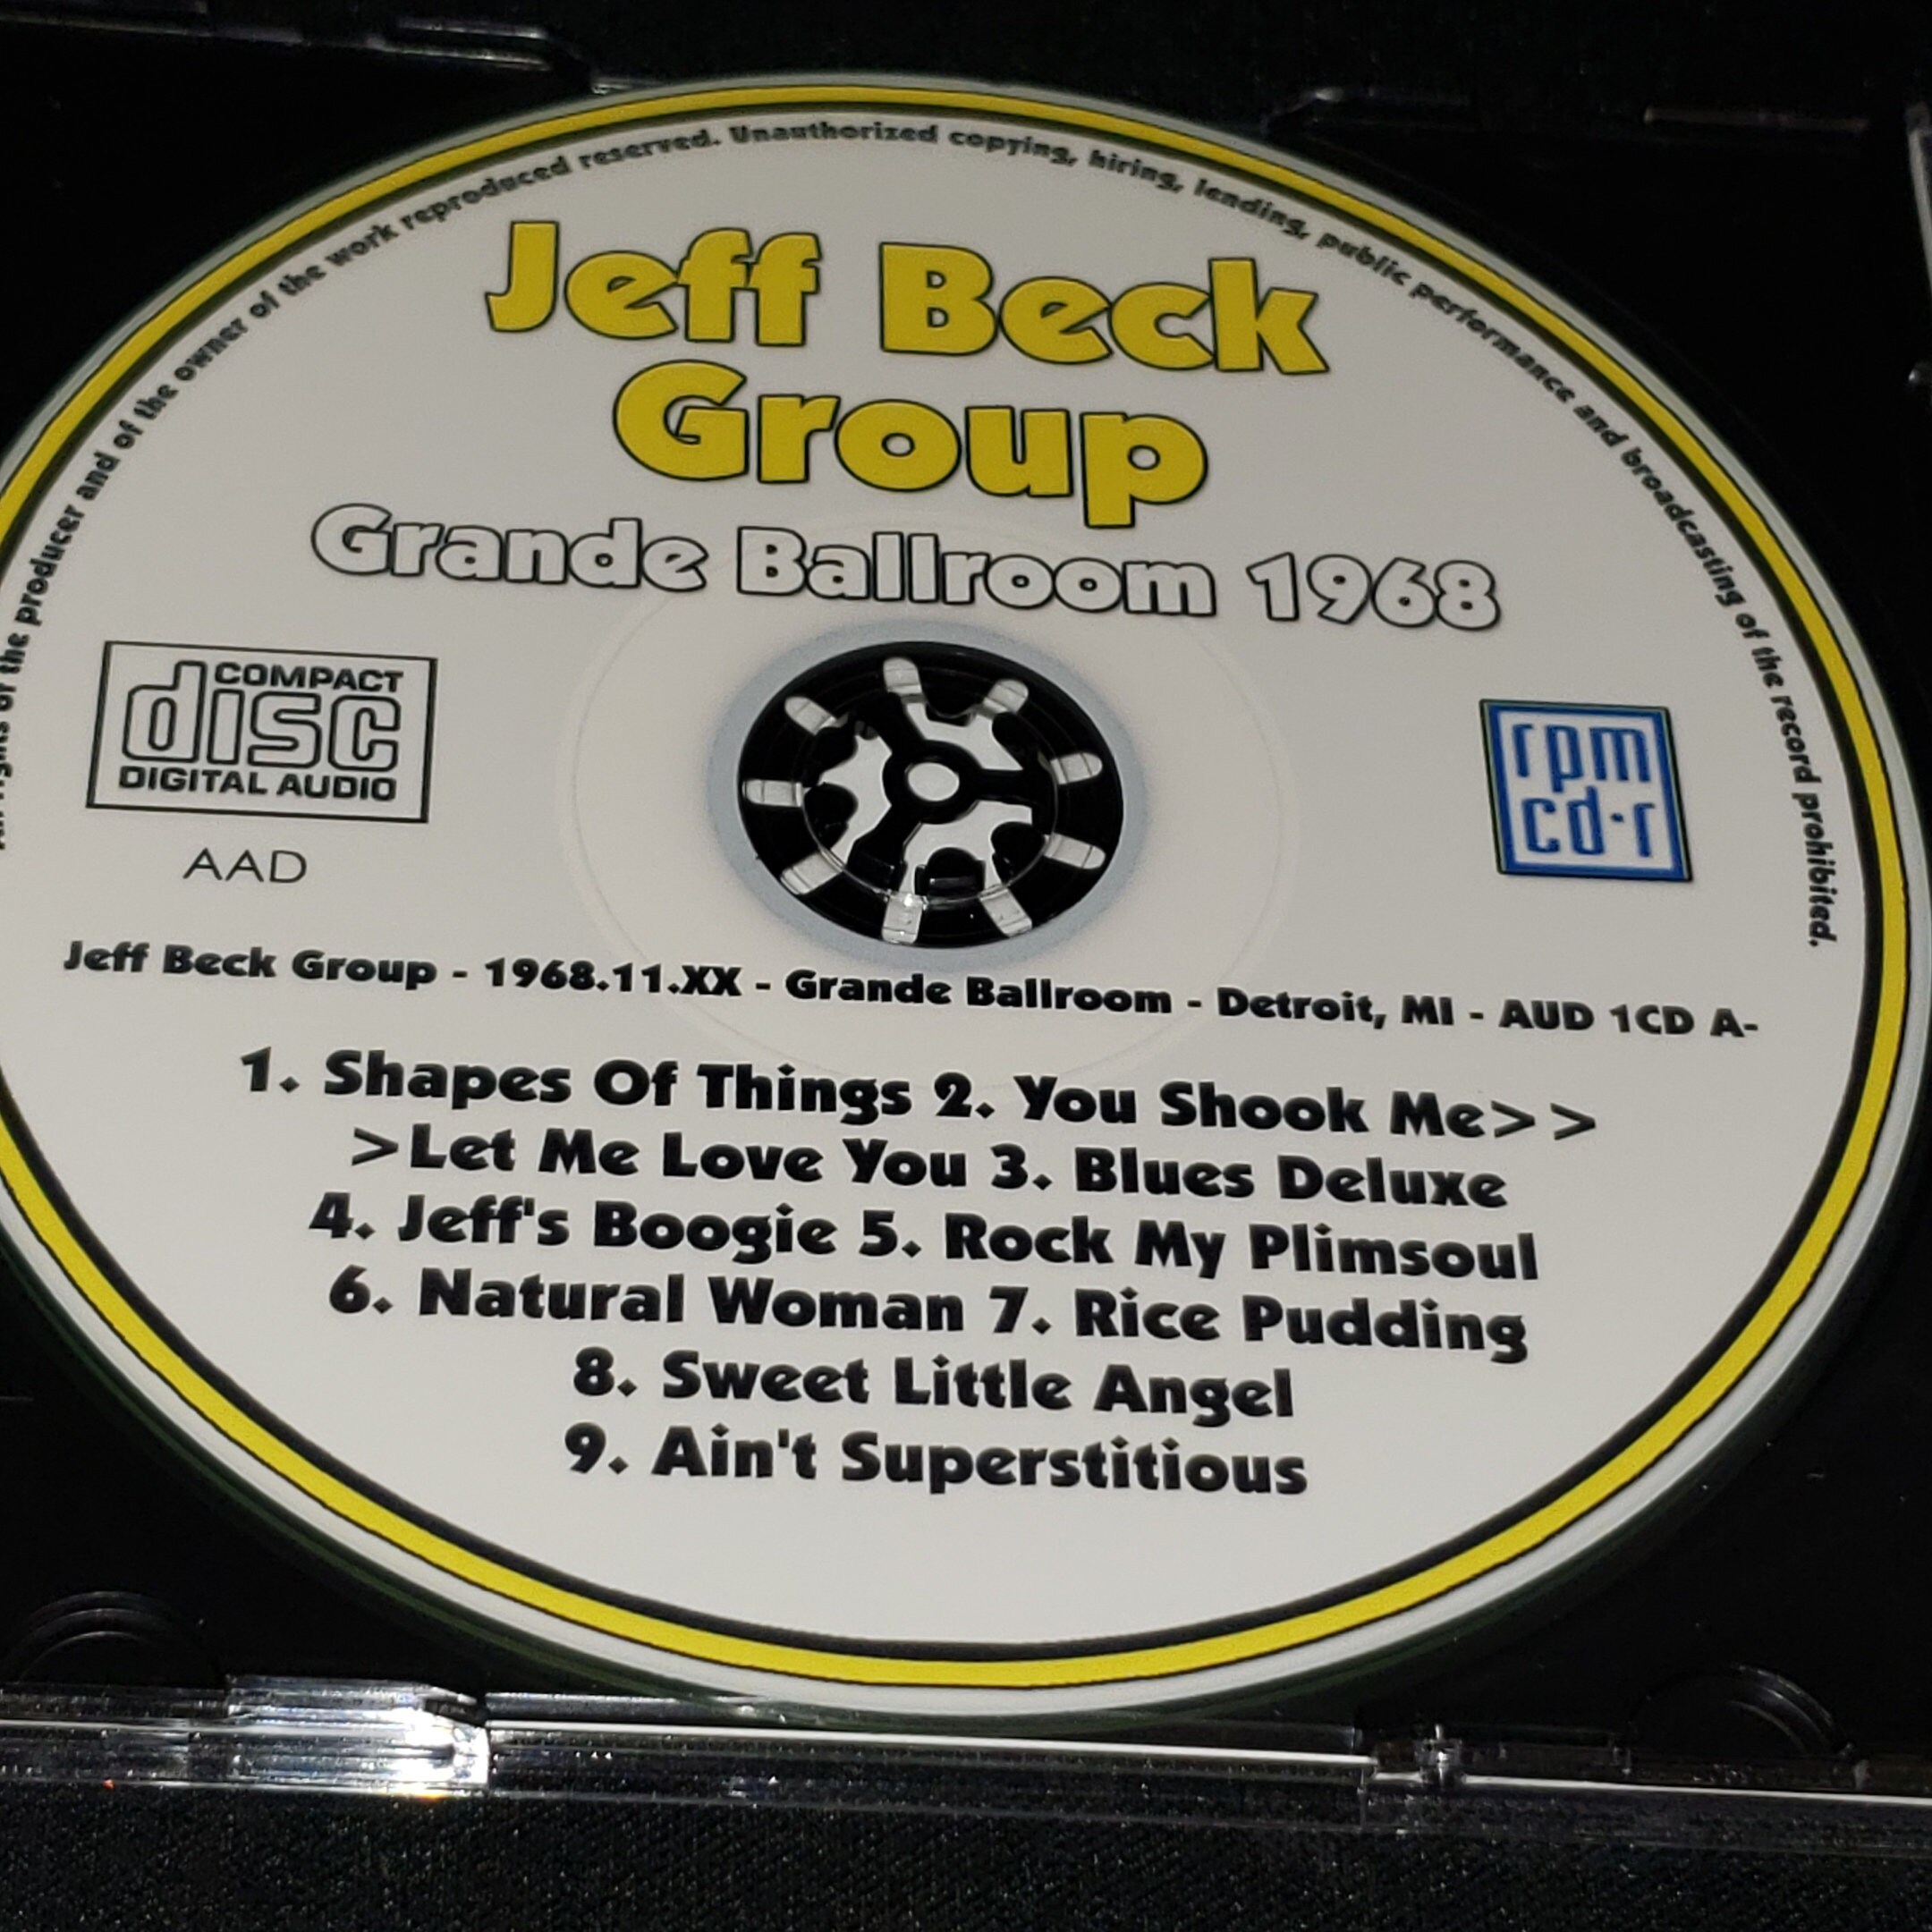 of the producer and of the owner of the work reproduced reserved. Unauthorized copying, hiring, lending, public performance and broadcasting of the record prohibited.
Jeff Beck
Group
Grande Ballroom 1968
COMPACT
disc
DIGITAL AUDIO
AAD
rpm
cd·r
Jeff Beck Group - 1968.11.XX - Grande Ballroom - Detroit, MI - AUD 1CD A-
1. Shapes Of Things 2. You Shook Me>>
>Let Me Love You 3. Blues Deluxe
4. Jeff's Boogie 5. Rock My Plimsoul
6. Natural Woman 7. Rice Pudding
8. Sweet Little Angel
9. Ain't Superstitious